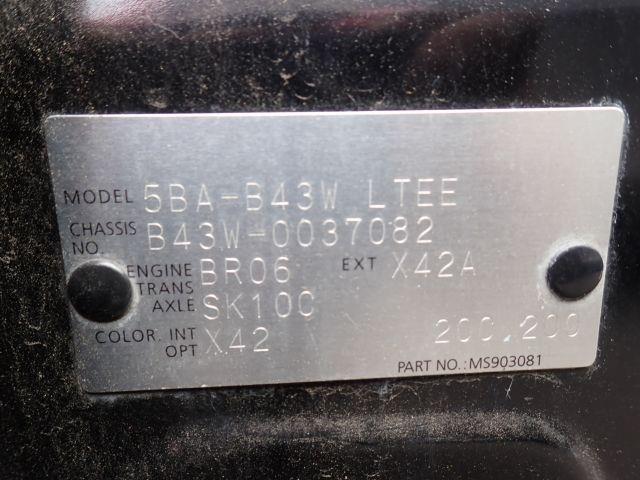 MODEL 5BA-B43W LTEE
CHASSIS NO. B43W-0037082
ENGINE BR06 EXT X42A
TRANS AXLE SK10C
COLOR. INT X42 200.200
OPT
PART NO.: MS903081